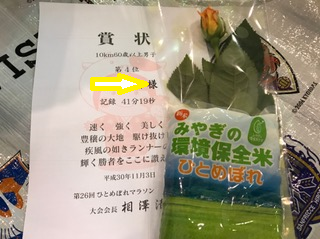 賞状
10km60歳以上男子
第4位
様
記録 41分19秒
速く 強く 美しく
豊穣の大地 駆け抜け
疾風の如きランナーの
輝く勝者をここに讃え
平成30年11月3日
第26回 ひとめぼれマラソン
大会会長 相澤
みやぎの
環境保全米
ひとめぼれ